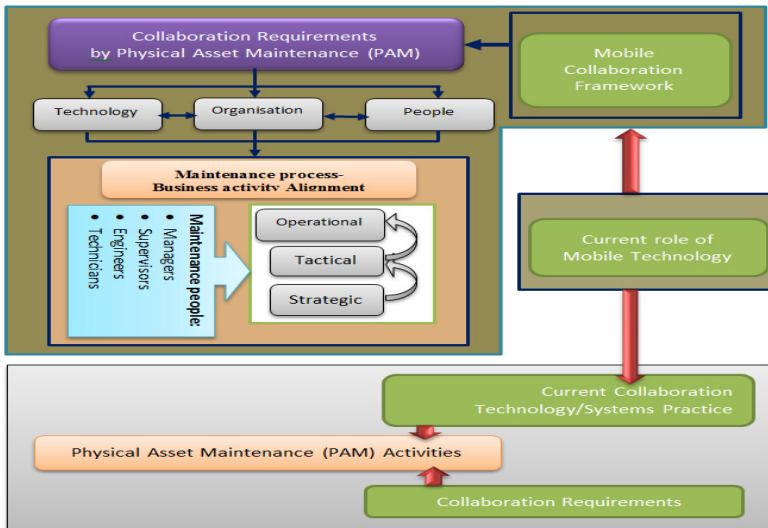 Collaboration Requirements
by Physical Asset Maintenance (PAM)
Mobile
Collaboration
Framework
Technology
Organisation
People
Maintenance process-
Business activity Alignment
Maintenance people:
• Managers
• Supervisors
• Engineers
• Technicians
Operational
Tactical
Strategic
Current role of
Mobile Technology
Current Collaboration
Technology/Systems Practice
Physical Asset Maintenance (PAM) Activities
Collaboration Requirements